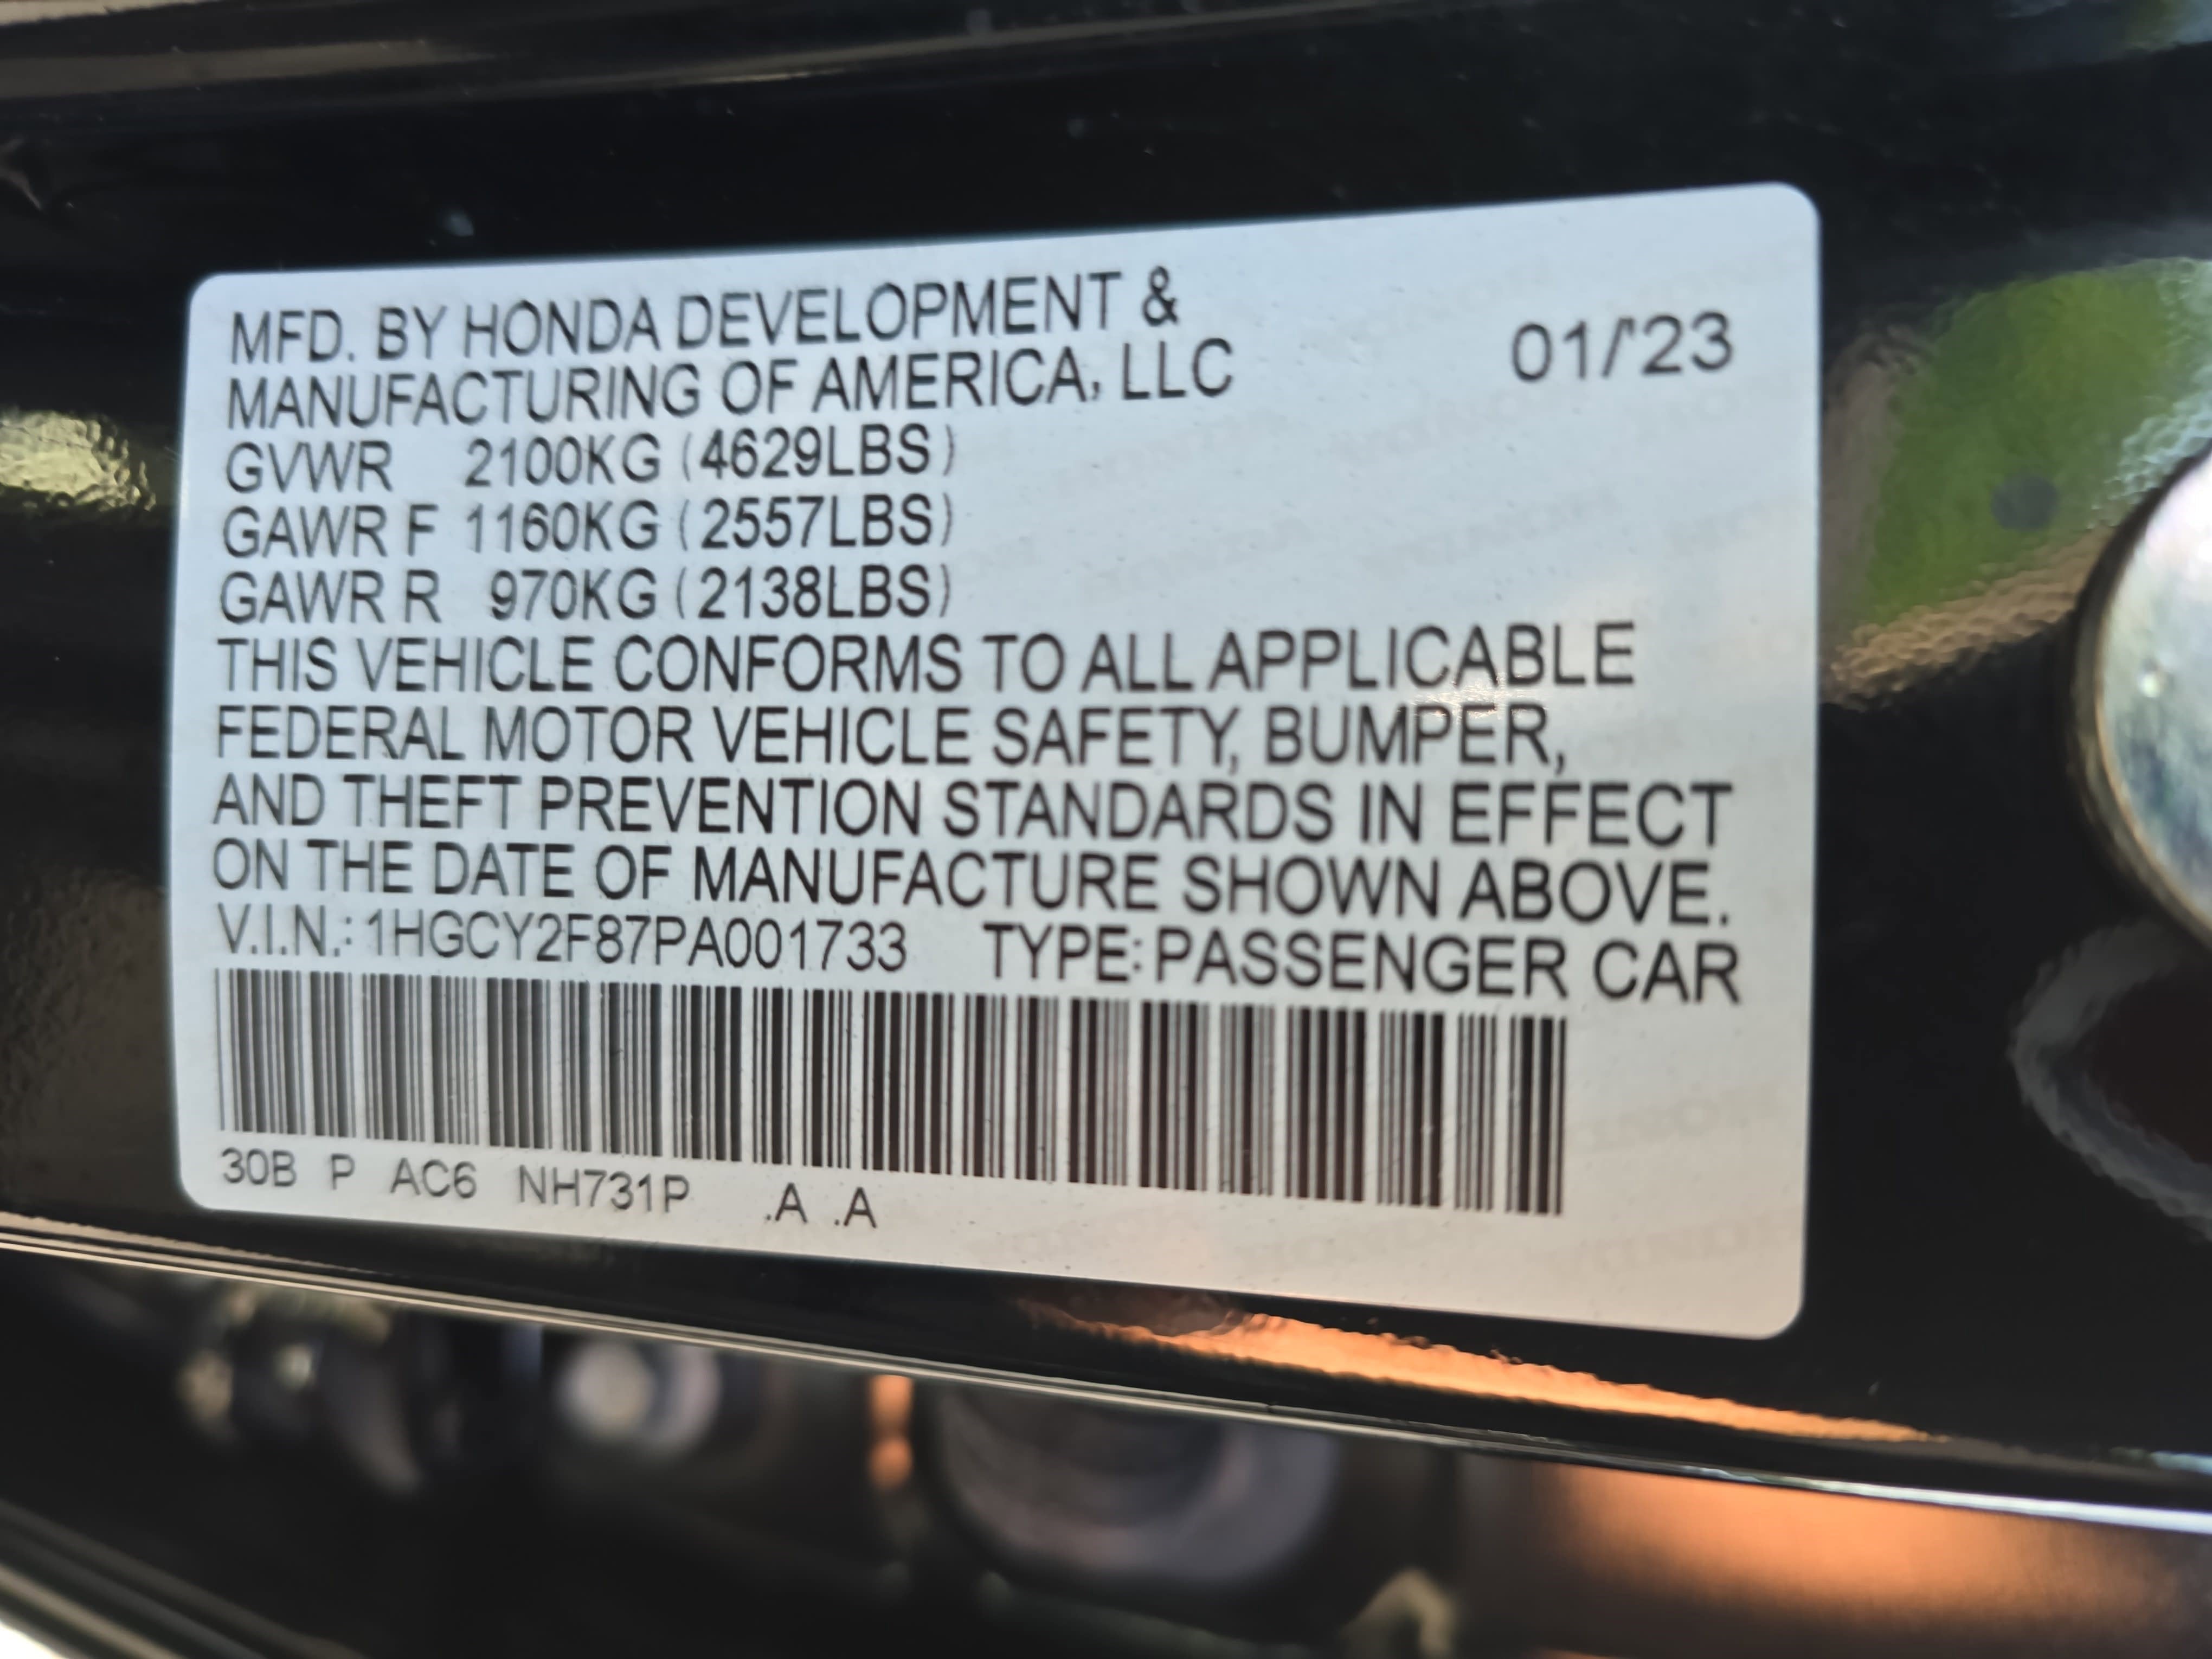 MFD. BY HONDA DEVELOPMENT &
MANUFACTURING OF AMERICA, LLC 01/'23
GVWR 2100KG (4629LBS)
GAWR F 1160KG (2557LBS)
GAWR R 970KG (2138LBS)
THIS VEHICLE CONFORMS TO ALL APPLICABLE
FEDERAL MOTOR VEHICLE SAFETY, BUMPER,
AND THEFT PREVENTION STANDARDS IN EFFECT
ON THE DATE OF MANUFACTURE SHOWN ABOVE.
V.I.N.: 1HGCY2F87PA001733 TYPE: PASSENGER CAR
30B P AC6 NH731P .A .A